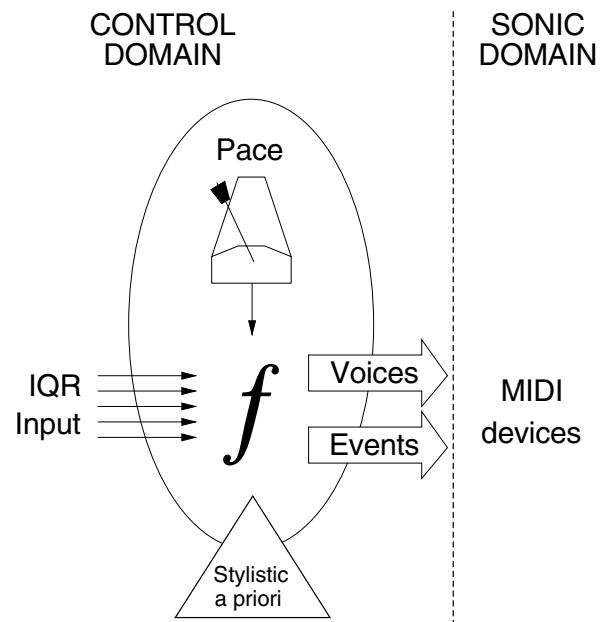 CONTROL
DOMAIN
SONIC
DOMAIN
Pace
IQR
Input
f
Voices
Events
MIDI
devices
Stylistic
a priori